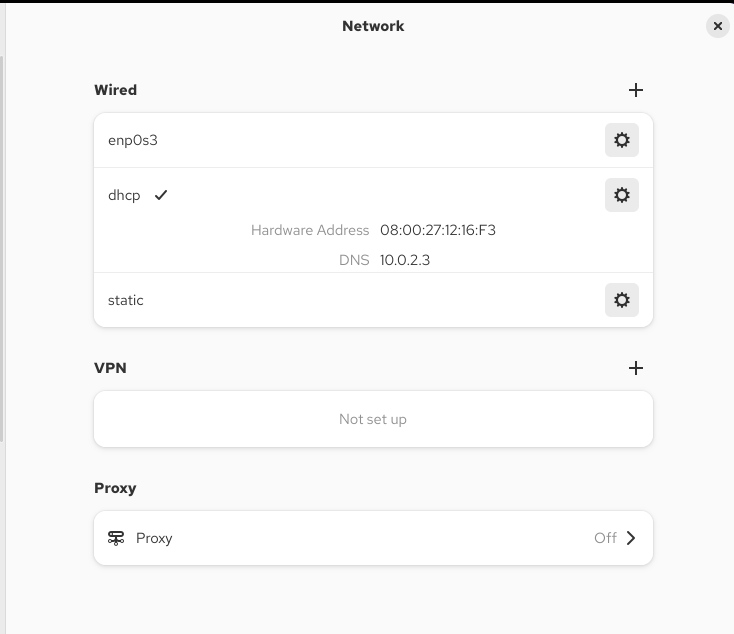 Network
Wired
enp0s3
dhcp
Hardware Address 08:00:27:12:16:F3
DNS 10.0.2.3
static
VPN
Not set up
Proxy
Proxy Off